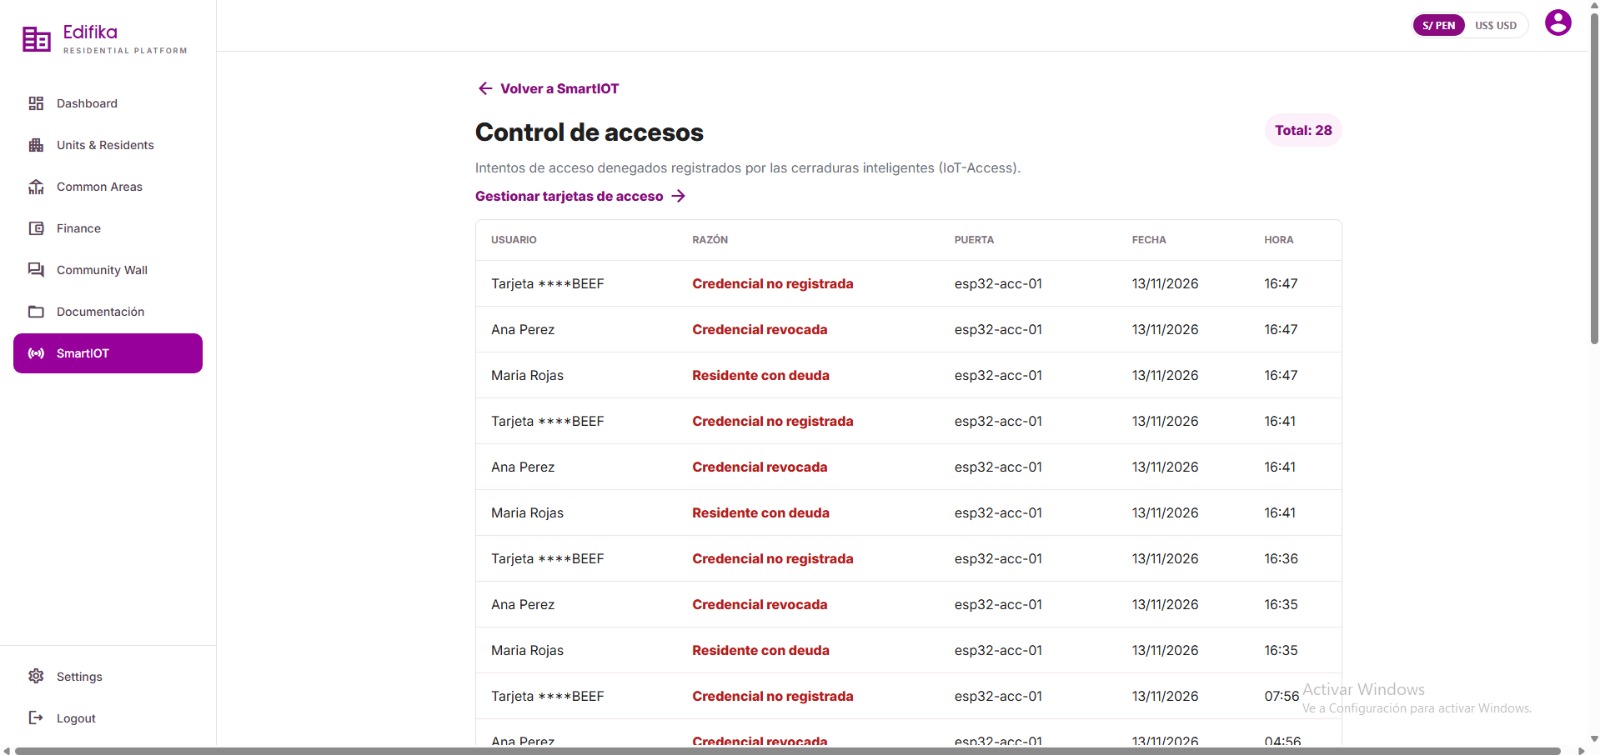 Edifika
RESIDENTIAL PLATFORM
S/ PEN US$ USD
Dashboard
Units & Residents
Common Areas
Finance
Community Wall
Documentación
SmartIOT
Settings
Logout
Volver a SmartIOT
Control de accesos
Total: 28
Intentos de acceso denegados registrados por las cerraduras inteligentes (IoT-Access).
Gestionar tarjetas de acceso
USUARIO RAZÓN PUERTA FECHA HORA
Tarjeta ****BEEF Credencial no registrada esp32-acc-01 13/11/2026 16:47
Ana Perez Credencial revocada esp32-acc-01 13/11/2026 16:47
Maria Rojas Residente con deuda esp32-acc-01 13/11/2026 16:47
Tarjeta ****BEEF Credencial no registrada esp32-acc-01 13/11/2026 16:41
Ana Perez Credencial revocada esp32-acc-01 13/11/2026 16:41
Maria Rojas Residente con deuda esp32-acc-01 13/11/2026 16:41
Tarjeta ****BEEF Credencial no registrada esp32-acc-01 13/11/2026 16:36
Ana Perez Credencial revocada esp32-acc-01 13/11/2026 16:35
Maria Rojas Residente con deuda esp32-acc-01 13/11/2026 16:35
Tarjeta ****BEEF Credencial no registrada esp32-acc-01 13/11/2026 07:56
Ana Perez Credencial revocada esp32-acc-01 13/11/2026 04:56
Activar Windows
Ve a Configuración para activar Windows.